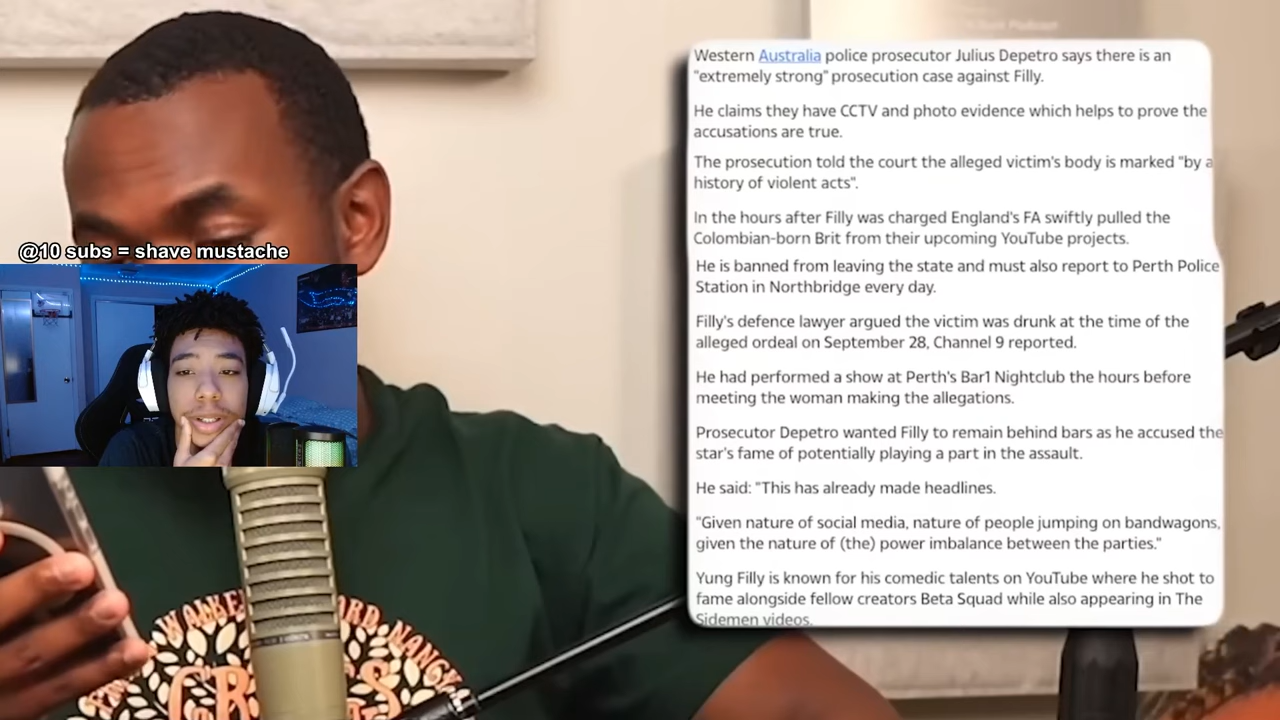 Western Australia police prosecutor Julius Depetro says there is an
"extremely strong" prosecution case against Filly.
He claims they have CCTV and photo evidence which helps to prove the
accusations are true.
The prosecution told the court the alleged victim's body is marked "by a
history of violent acts".
In the hours after Filly was charged England's FA swiftly pulled the
Colombian-born Brit from their upcoming YouTube projects.
He is banned from leaving the state and must also report to Perth Police
Station in Northbridge every day.
Filly's defence lawyer argued the victim was drunk at the time of the
alleged ordeal on September 28, Channel 9 reported.
He had performed a show at Perth's Bar1 Nightclub the hours before
meeting the woman making the allegations.
Prosecutor Depetro wanted Filly to remain behind bars as he accused the
star's fame of potentially playing a part in the assault.
He said: "This has already made headlines.
"Given nature of social media, nature of people jumping on bandwagons,
given the nature of (the) power imbalance between the parties."
Yung Filly is known for his comedic talents on YouTube where he shot to
fame alongside fellow creators Beta Squad while also appearing in The
Sidemen videos.
@10 subs = shave mustache